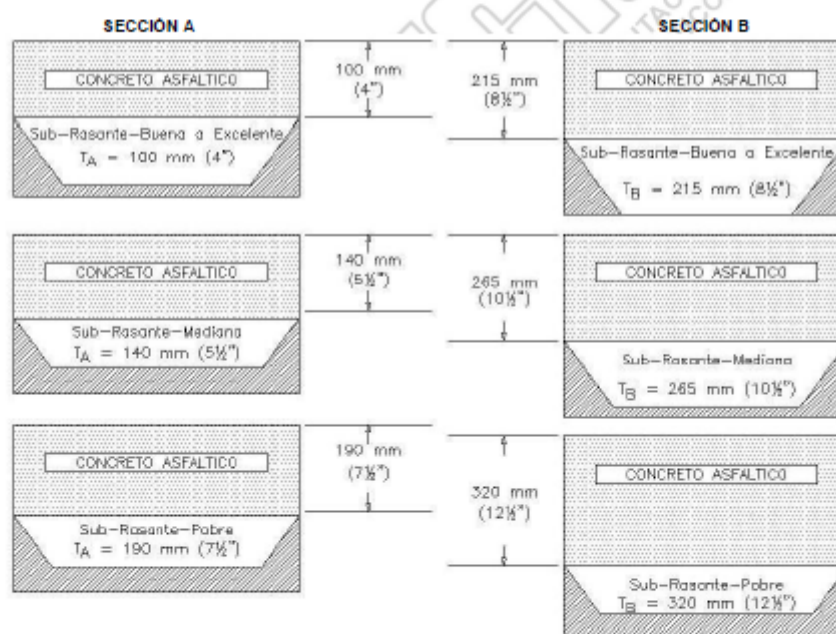 SECCIÓN A
CONCRETO ASFALTICO
Sub-Rasante-Buena a Excelente
TA = 100 mm (4")
100 mm
(4")
CONCRETO ASFALTICO
Sub-Rasante-Mediana
TA = 140 mm (5½")
140 mm
(5½")
CONCRETO ASFALTICO
Sub-Rasante-Pobre
TA = 190 mm (7½")
190 mm
(7½")
SECCIÓN B
215 mm
(8½")
CONCRETO ASFALTICO
Sub-Rasante-Buena a Excelente
TB = 215 mm (8½")
265 mm
(10½")
CONCRETO ASFALTICO
Sub-Rasante-Mediana
TB = 265 mm (10½")
320 mm
(12½")
CONCRETO ASFALTICO
Sub-Rasante-Pobre
TB = 320 mm (12½")